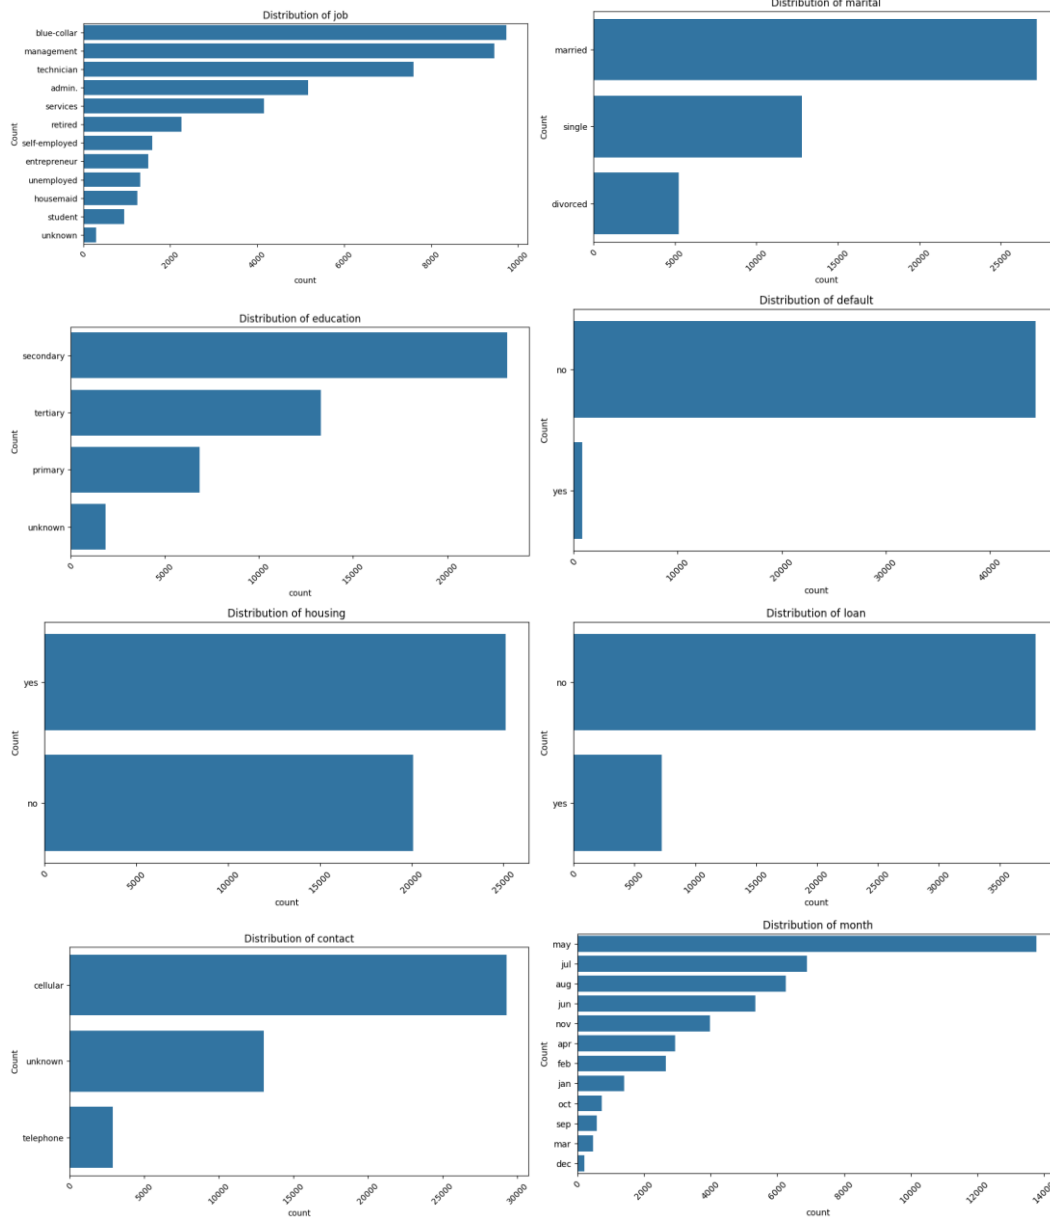 Distribution of job
blue-collar
management
technician
admin.
services
retired
self-employed
entrepreneur
unemployed
housemaid
student
unknown
Count
0 2000 4000 6000 8000 10000
count
Distribution of marital
married
single
divorced
Count
0 5000 10000 15000 20000 25000
count
Distribution of education
secondary
tertiary
primary
unknown
Count
0 5000 10000 15000 20000
count
Distribution of default
no
yes
Count
0 10000 20000 30000 40000
count
Distribution of housing
yes
no
Count
0 5000 10000 15000 20000 25000
count
Distribution of loan
no
yes
Count
0 5000 10000 15000 20000 25000 30000 35000
count
Distribution of contact
cellular
unknown
telephone
Count
0 5000 10000 15000 20000 25000 30000
count
Distribution of month
may
jul
aug
jun
nov
apr
feb
jan
oct
sep
mar
dec
Count
0 2000 4000 6000 8000 10000 12000 14000
count